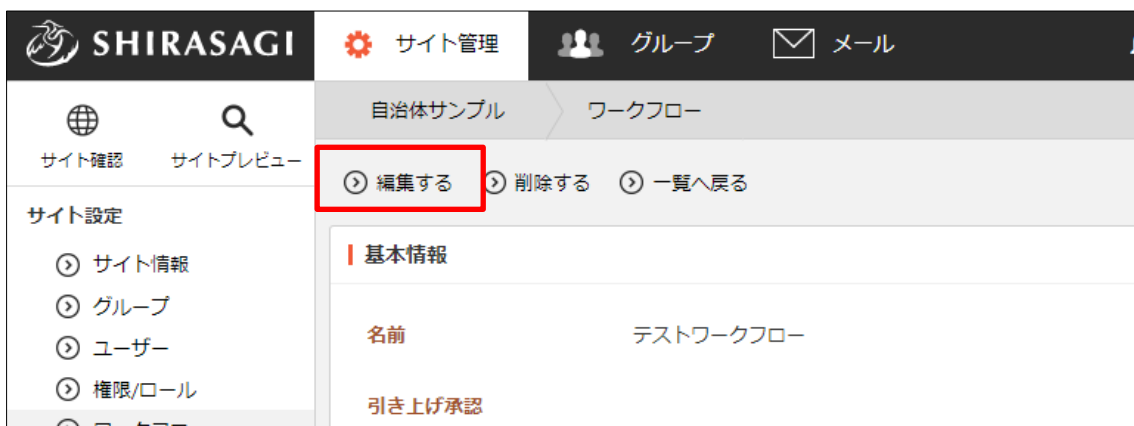 SHIRASAGI
サイト管理 グループ メール
自治体サンプル ワークフロー
サイト確認 サイトプレビュー
編集する 削除する 一覧へ戻る
サイト設定
サイト情報
グループ
ユーザー
権限/ロール
基本情報
名前 テストワークフロー
引き上げ承認